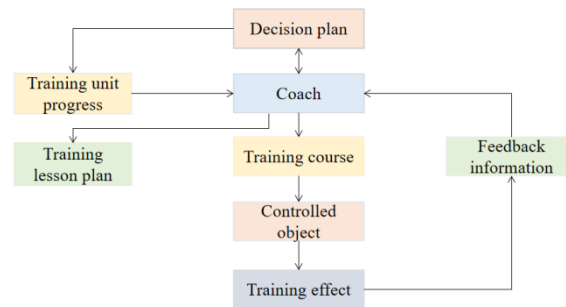 Decision plan
Training unit
progress
Coach
Training
lesson plan
Training course
Feedback
information
Controlled
object
Training effect